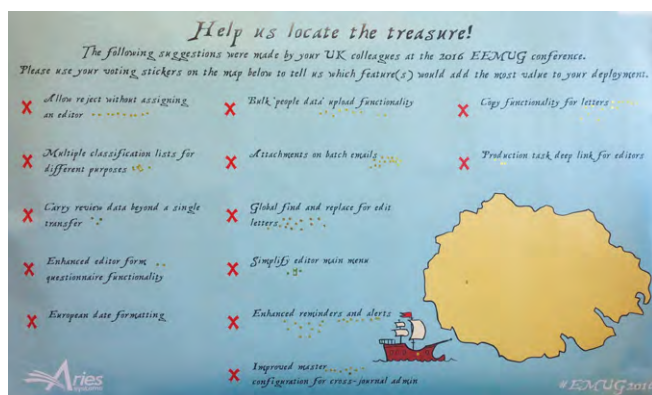 Help us locate the treasure!
The following suggestions were made by your UK colleagues at the 2016 EEMUG conference.
Please use your voting stickers on the map below to tell us which feature(s) would add the most value to your deployment.
Allow reject without assigning
an editor
Multiple classification lists for
different purposes
Carry review data beyond a single
transfer
Enhanced editor form
questionnaire functionality
European date formatting
Bulk 'people data' upload functionality
Attachments on batch emails
Global find and replace for edit
letters
Simplify editor main menu
Enhanced reminders and alerts
Improved master
configuration for cross-journal admin
Copy functionality for letters
Production task deep link for editors
Aries
systems
#EMUG2016